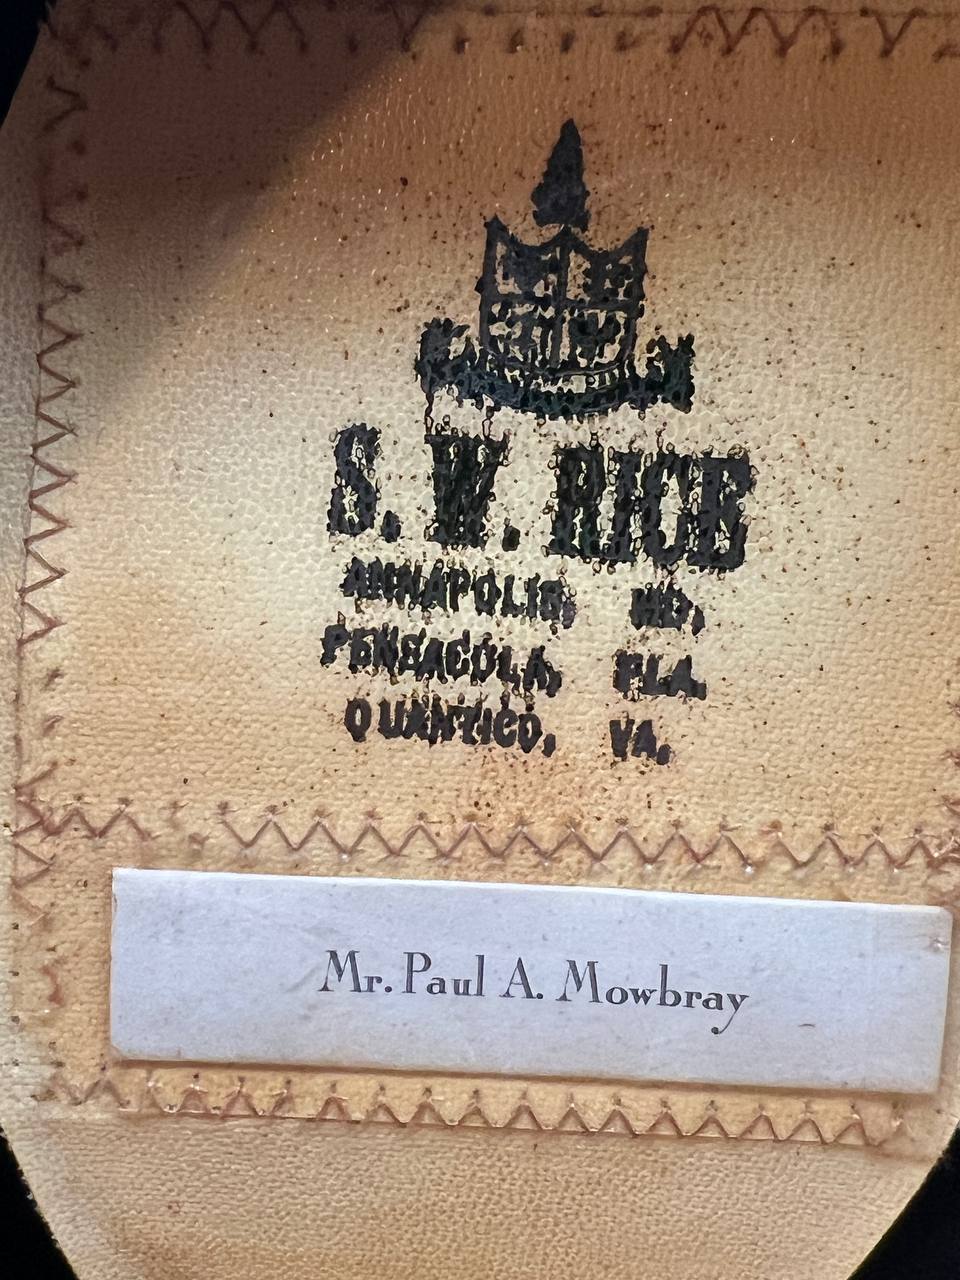 S. W. RICE
ANNAPOLIS, MD,
PENSACOLA, FLA.
QUANTICO, VA.
Mr. Paul A. Mowbray